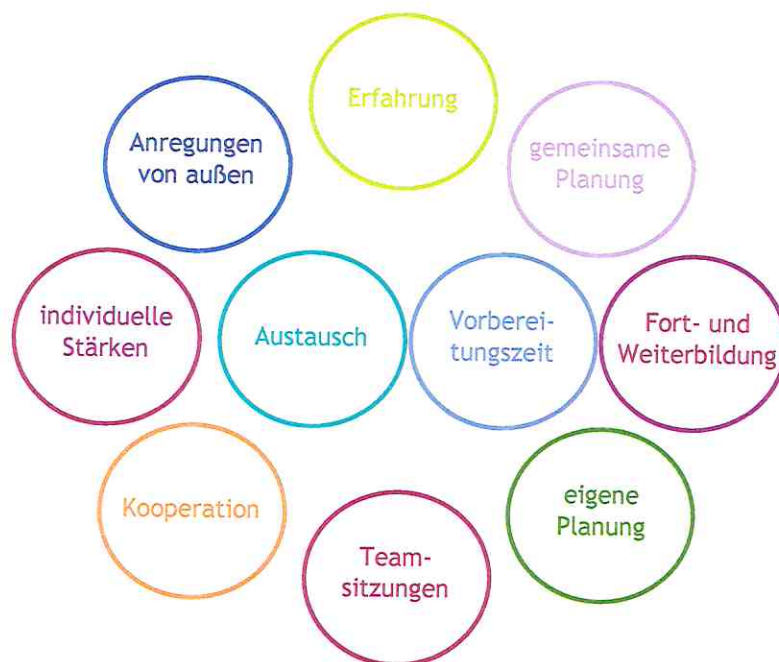 Erfahrung
Anregungen
von außen
gemeinsame
Planung
individuelle
Stärken
Austausch
Vorberei-
tungszeit
Fort- und
Weiterbildung
Kooperation
eigene
Planung
Team-
sitzungen